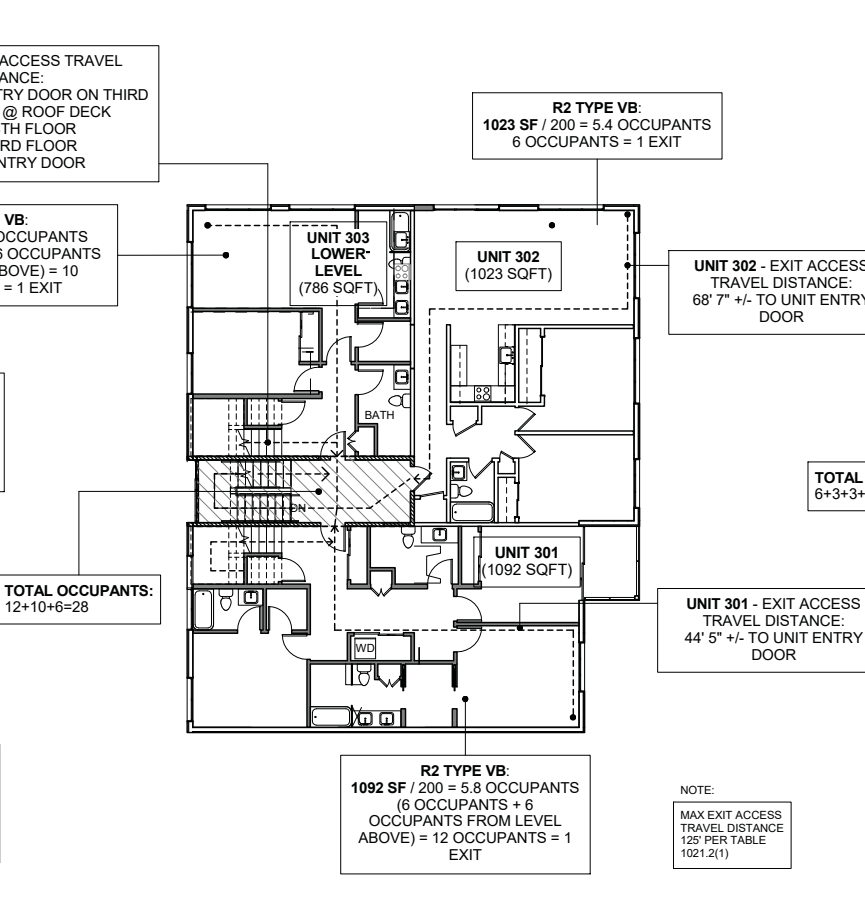 ACCESS TRAVEL
ANCE:
TRY DOOR ON THIRD
@ ROOF DECK
TH FLOOR
RD FLOOR
NTRY DOOR
R2 TYPE VB:
1023 SF / 200 = 5.4 OCCUPANTS
6 OCCUPANTS = 1 EXIT
VB:
OCCUPANTS
6 OCCUPANTS
BOVE) = 10
= 1 EXIT
UNIT 303
LOWER-
LEVEL
(786 SQFT)
UNIT 302
(1023 SQFT)
UNIT 302 - EXIT ACCESS
TRAVEL DISTANCE:
68' 7" +/- TO UNIT ENTRY
DOOR
BATH
TOTAL
6+3+3+
DN
UNIT 301
(1092 SQFT)
TOTAL OCCUPANTS:
12+10+6=28
UNIT 301 - EXIT ACCESS
TRAVEL DISTANCE:
44' 5" +/- TO UNIT ENTRY
DOOR
WD
R2 TYPE VB:
1092 SF / 200 = 5.8 OCCUPANTS
(6 OCCUPANTS + 6
OCCUPANTS FROM LEVEL
ABOVE) = 12 OCCUPANTS = 1
EXIT
NOTE:
MAX EXIT ACCESS
TRAVEL DISTANCE
125' PER TABLE
1021.2(1)